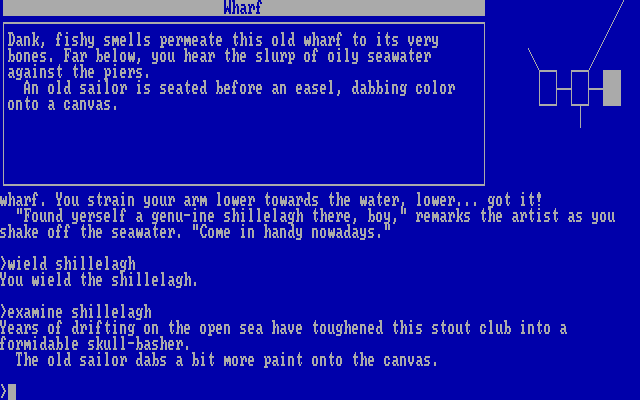 Wharf
Dank, fishy smells permeate this old wharf to its very
bones. Far below, you hear the slurp of oily seawater
against the piers.
An old sailor is seated before an easel, dabbing color
onto a canvas.
wharf. You strain your arm lower towards the water, lower... got it!
"Found yerself a genu-ine shillelagh there, boy," remarks the artist as you
shake off the seawater. "Come in handy nowadays."
>wield shillelagh
You wield the shillelagh.
>examine shillelagh
Years of drifting on the open sea have toughened this stout club into a
formidable skull-basher.
The old sailor dabs a bit more paint onto the canvas.
>